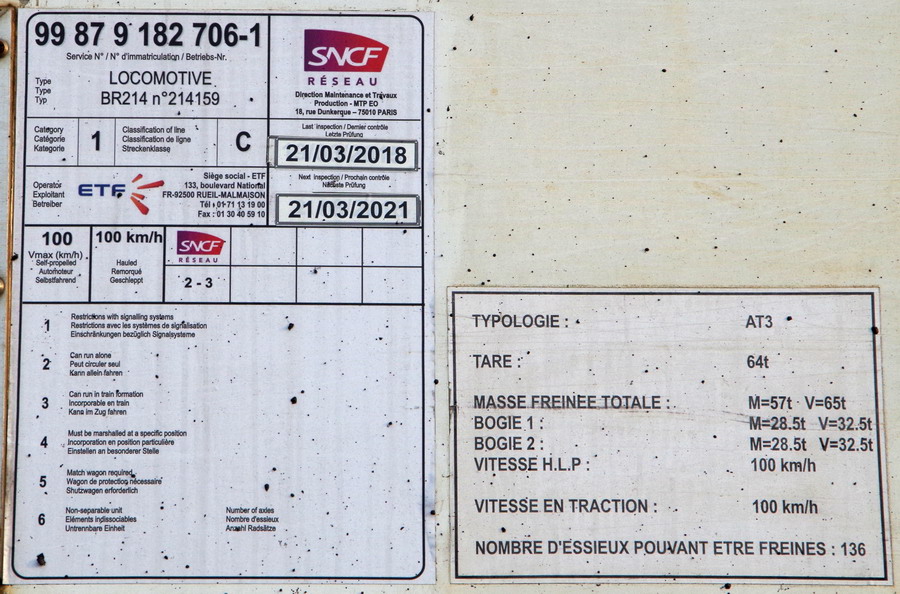 99 87 9 182 706-1
Service N° / N° d'immatriculation / Betriebs-Nr.
Type
Type
Typ
LOCOMOTIVE
BR214 n°214159
SNCF
RÉSEAU
Direction Maintenance et Travaux
Production - MTP EO
18, rue Dunkerque – 75010 PARIS
Category
Catégorie
Kategorie
1
Classification of line
Classification de ligne
Streckenklasse
C
Last inspection / Dernier contrôle
Letzte Prüfung
21/03/2018
Operator
Exploitant
Betreiber
ETF
Siège social - ETF
133, boulevard National
FR-92500 RUEIL-MALMAISON
Tél : 01 71 13 19 00
Fax : 01 30 40 59 10
Next inspection / Prochain contrôle
Nächste Prüfung
21/03/2021
100
Vmax (km/h)
Self-propelled
Automoteur
Selbstfahrend
100 km/h
Hauled
Remorqué
Geschleppt
SNCF
RÉSEAU
2 - 3
1
Restrictions with signalling systems
Restrictions avec les systèmes de signalisation
Einschränkungen bezüglich Signalsysteme
2
Can run alone
Peut circuler seul
Kann allein fahren
3
Can run in train formation
Incorporable en train
Kans im Zug fahren
4
Must be marshalled at a specific position
Incorporation en position particulière
Einstellen an besonderer Stelle
5
Match wagon required
Wagon de protection nécessaire
Shutzwagen erforderlich
6
Non-separable unit
Eléments indissociables
Untrennbare Einheit
Number of axles
Nombre d'essieux
Anzahl Radsätze
TYPOLOGIE : AT3
TARE : 64t
MASSE FREINEE TOTALE : M=57t V=65t
BOGIE 1 : M=28.5t V=32.5t
BOGIE 2 : M=28.5t V=32.5t
VITESSE H.L.P : 100 km/h
VITESSE EN TRACTION : 100 km/h
NOMBRE D'ESSIEUX POUVANT ETRE FREINES : 136